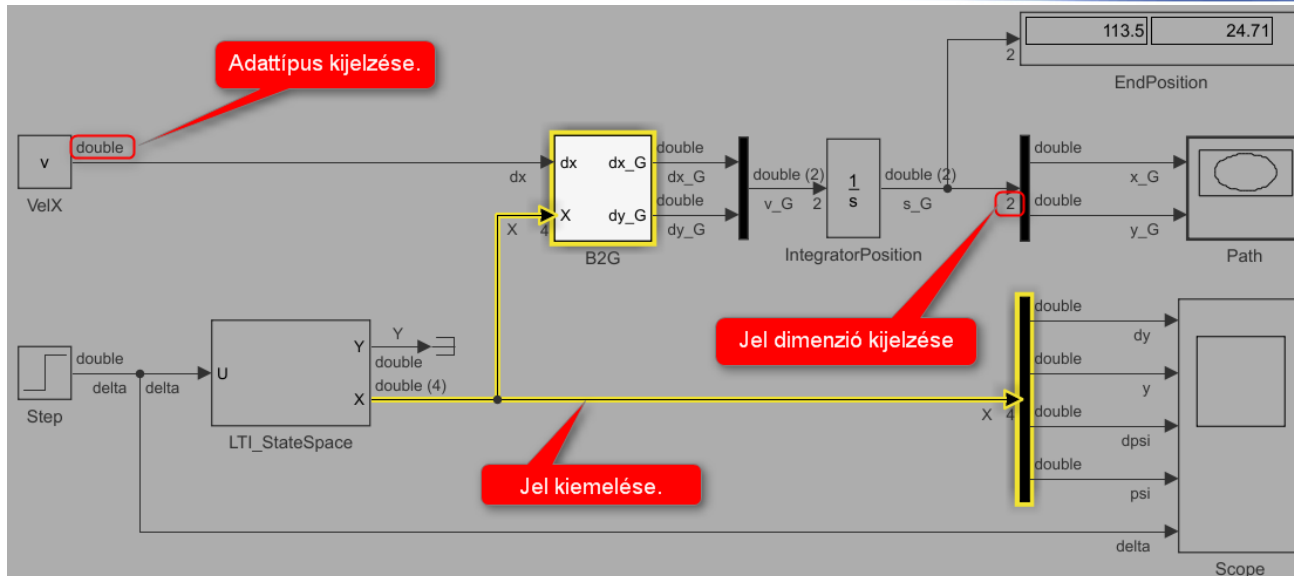 113.5 24.71
2
EndPosition
Adattípus kijelzése.
double
v
VelX
dx
dx dx_G
X dy_G
X 4
B2G
double
dx_G
double
dy_G
double (2)
v_G 2
1
s
IntegratorPosition
double (2)
s_G
2
double
x_G
double
y_G
Path
Jel dimenzió kijelzése
double
delta
delta
Step
U
Y
X
LTI_StateSpace
Y
double
double (4)
X 4
Jel kiemelése.
double
dy
double
y
double
dpsi
double
psi
delta
Scope